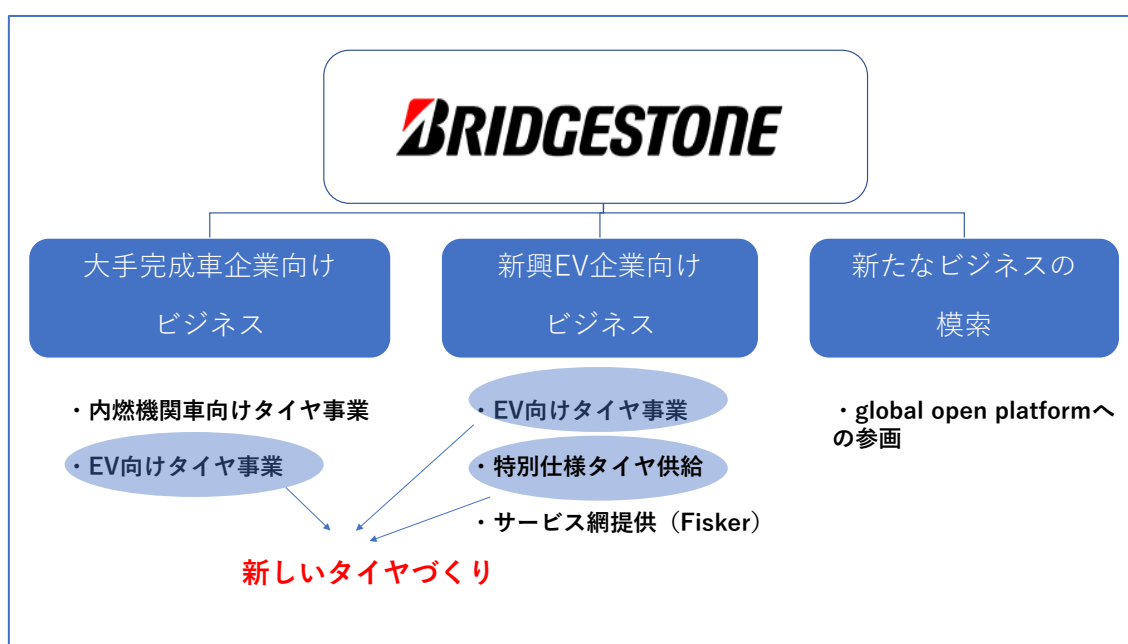 BRIDGESTONE
大手完成車企業向け
ビジネス
新興EV企業向け
ビジネス
新たなビジネスの
模索
・内燃機関車向けタイヤ事業
・EV向けタイヤ事業
・EV向けタイヤ事業
・特別仕様タイヤ供給
・サービス網提供（Fisker）
・global open platformへ
の参画
新しいタイヤづくり